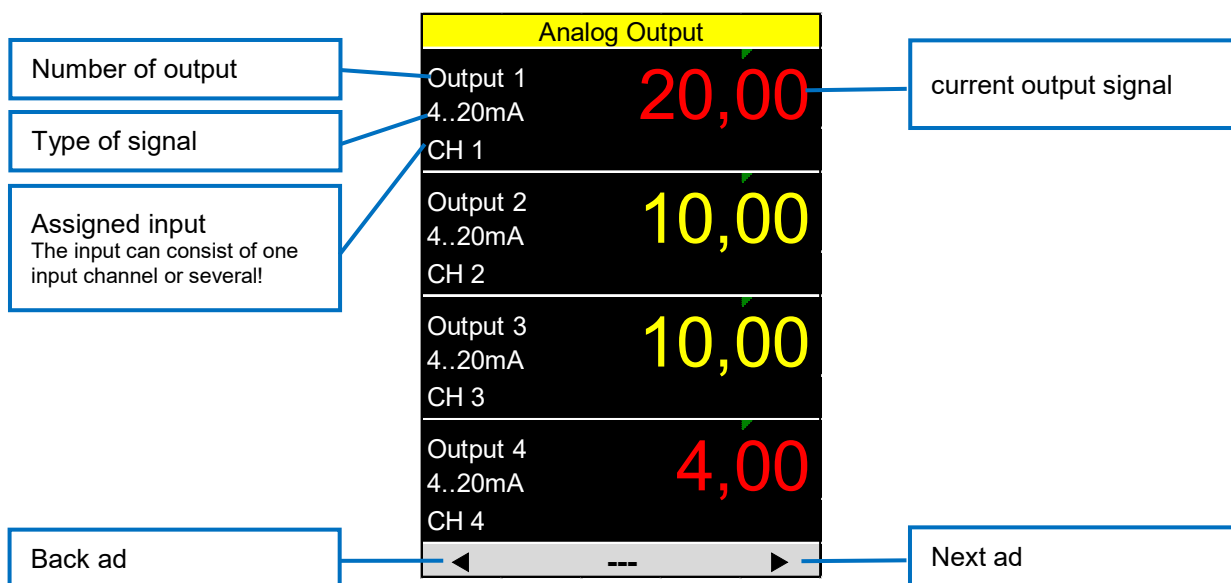 Analog Output
Number of output
Type of signal
Assigned input
The input can consist of one
input channel or several!
Output 1
4..20mA
CH 1
20,00
current output signal
Output 2
4..20mA
CH 2
10,00
Output 3
4..20mA
CH 3
10,00
Output 4
4..20mA
CH 4
4,00
Back ad
◄ --- ►
Next ad